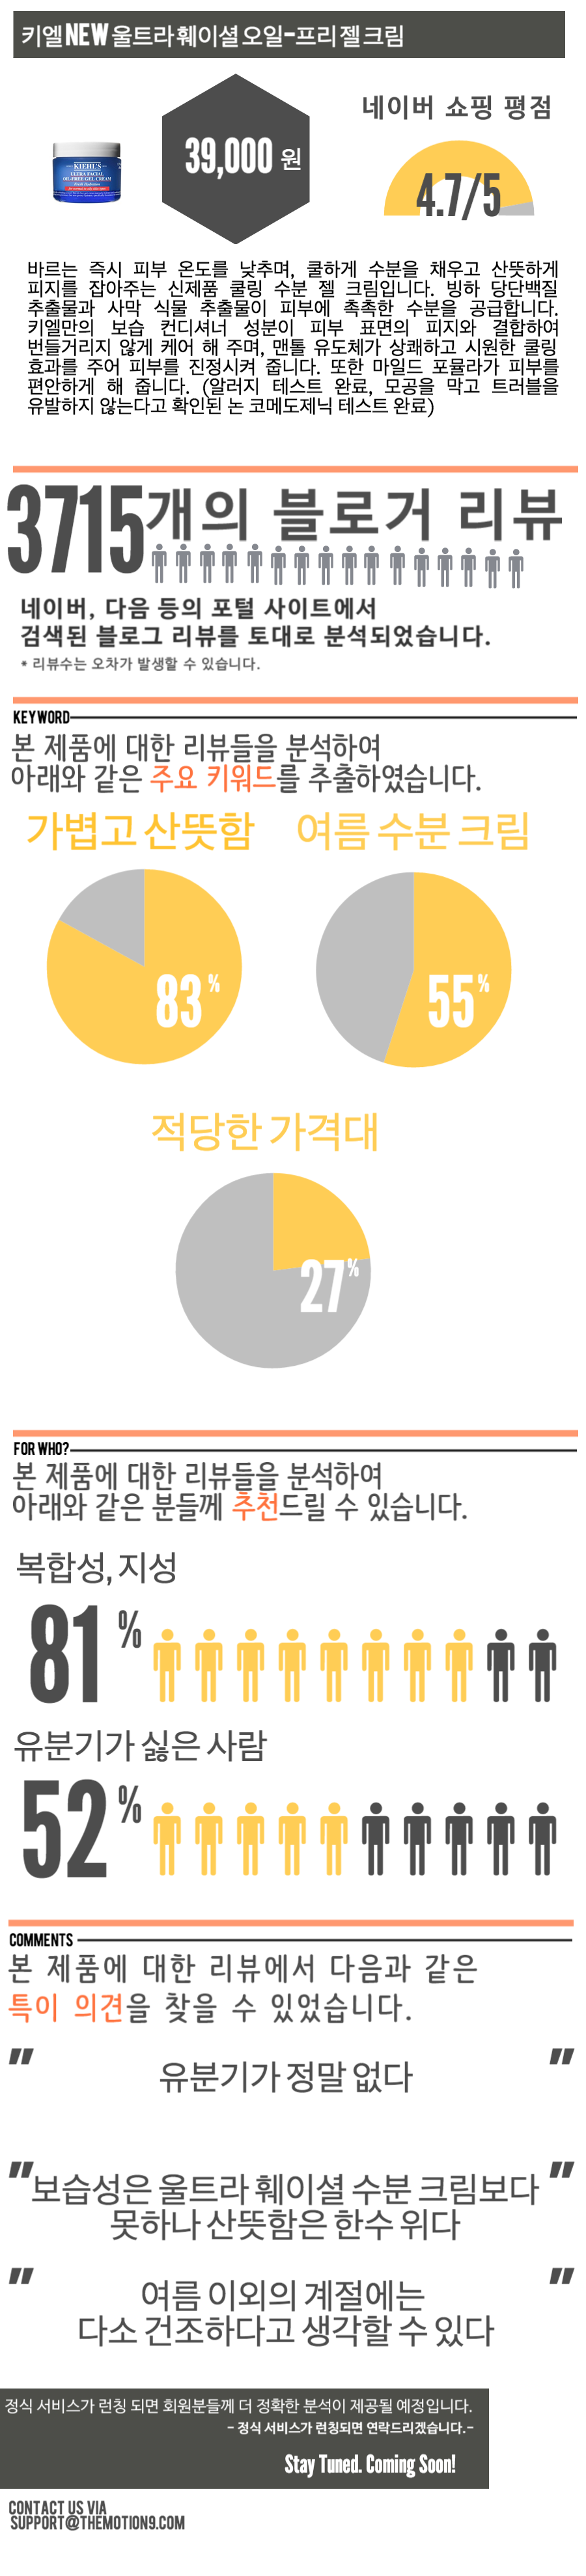 키엘 NEW 울트라 훼이셜 오일-프리 젤 크림
네이버 쇼핑 평점
39,000 원
KIEHL'S
ULTRA FACIAL
OIL-FREE GEL CREAM
4.7/5
바르는 즉시 피부 온도를 낮추며, 쿨하게 수분을 채우고 산뜻하게
피지를 잡아주는 신제품 쿨링 수분 젤 크림입니다. 빙하 당단백질
추출물과 사막 식물 추출물이 피부에 촉촉한 수분을 공급합니다.
키엘만의 보습 컨디셔너 성분이 피부 표면의 피지와 결합하여
번들거리지 않게 케어 해 주며, 맨톨 유도체가 상쾌하고 시원한 쿨링
효과를 주어 피부를 진정시켜 줍니다. 또한 마일드 포뮬라가 피부를
편안하게 해 줍니다. (알러지 테스트 완료, 모공을 막고 트러블을
유발하지 않는다고 확인된 논 코메도제닉 테스트 완료)
3715개의 블로거 리뷰
네이버, 다음 등의 포털 사이트에서
검색된 블로그 리뷰를 토대로 분석되었습니다.
* 리뷰수는 오차가 발생할 수 있습니다.
KEYWORD
본 제품에 대한 리뷰들을 분석하여
아래와 같은 주요 키워드를 추출하였습니다.
가볍고 산뜻함
여름 수분 크림
83%
55%
적당한 가격대
27%
FOR WHO?
본 제품에 대한 리뷰들을 분석하여
아래와 같은 분들께 추천드릴 수 있습니다.
복합성, 지성
81%
유분기가 싫은 사람
52%
COMMENTS
본 제품에 대한 리뷰에서 다음과 같은
특이 의견을 찾을 수 있었습니다.
" 유분기가 정말 없다 "
" 보습성은 울트라 훼이셜 수분 크림보다 "
못하나 산뜻함은 한수 위다
" 여름 이외의 계절에는 "
다소 건조하다고 생각할 수 있다
정식 서비스가 런칭 되면 회원분들께 더 정확한 분석이 제공될 예정입니다.
- 정식 서비스가 런칭되면 연락드리겠습니다.-
Stay Tuned. Coming Soon!
CONTACT US VIA
SUPPORT@THEMOTION9.COM